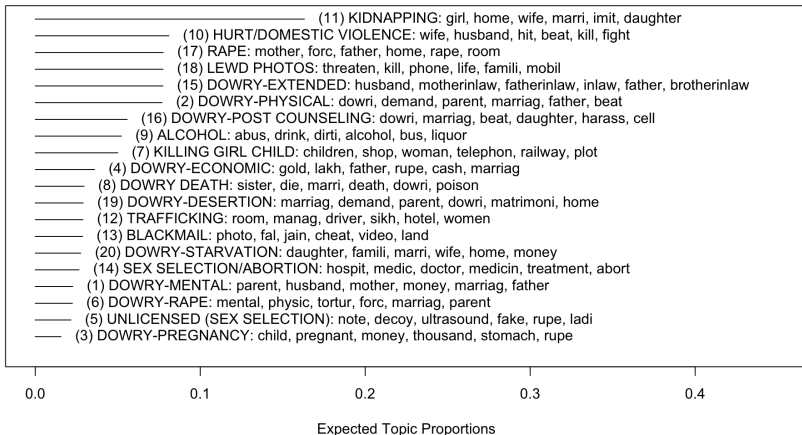 (11) KIDNAPPING: girl, home, wife, marri, imit, daughter
(10) HURT/DOMESTIC VIOLENCE: wife, husband, hit, beat, kill, fight
(17) RAPE: mother, forc, father, home, rape, room
(18) LEWD PHOTOS: threaten, kill, phone, life, famili, mobil
(15) DOWRY-EXTENDED: husband, motherinlaw, fatherinlaw, inlaw, father, brotherinlaw
(2) DOWRY-PHYSICAL: dowri, demand, parent, marriag, father, beat
(16) DOWRY-POST COUNSELING: dowri, marriag, beat, daughter, harass, cell
(9) ALCOHOL: abus, drink, dirti, alcohol, bus, liquor
(7) KILLING GIRL CHILD: children, shop, woman, telephon, railway, plot
(4) DOWRY-ECONOMIC: gold, lakh, father, rupe, cash, marriag
(8) DOWRY DEATH: sister, die, marri, death, dowri, poison
(19) DOWRY-DESERTION: marriag, demand, parent, dowri, matrimoni, home
(12) TRAFFICKING: room, manag, driver, sikh, hotel, women
(13) BLACKMAIL: photo, fal, jain, cheat, video, land
(20) DOWRY-STARVATION: daughter, famili, marri, wife, home, money
(14) SEX SELECTION/ABORTION: hospit, medic, doctor, medicin, treatment, abort
(1) DOWRY-MENTAL: parent, husband, mother, money, marriag, father
(6) DOWRY-RAPE: mental, physic, tortur, forc, marriag, parent
(5) UNLICENSED (SEX SELECTION): note, decoy, ultrasound, fake, rupe, ladi
(3) DOWRY-PREGNANCY: child, pregnant, money, thousand, stomach, rupe
0.0 0.1 0.2 0.3 0.4
Expected Topic Proportions